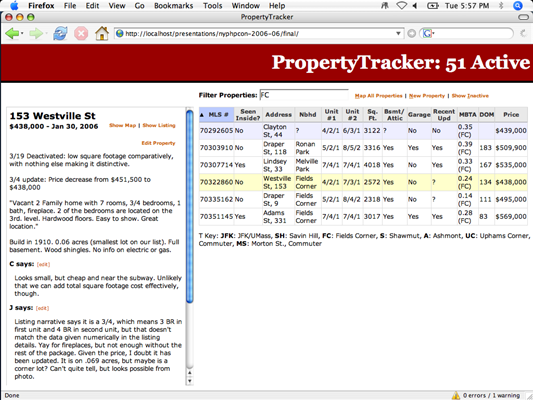 Firefox File Edit View Go Bookmarks Tools Window Help Tue 5:57 PM
PropertyTracker
http://localhost/presentations/nyphpcon-2006-06/final/
PropertyTracker: 51 Active
Filter Properties: FC Map All Properties | New Property | Show Inactive
153 Westville St
$438,000 - Jan 30, 2006 Show Map | Show Listing
Edit Property
3/19 Deactivated: low square footage comparatively,
with nothing else making it distinctive.
3/4 update: Price decrease from $451,500 to
$438,000
"Vacant 2 Family home with 7 rooms, 3/4 bedrooms, 1
bath, fireplace. 2 of the bedrooms are located on the
3rd. level. Hardwood floors. Easy to show. Great
location."
Build in 1910. 0.06 acres (smallest lot on our list). Full
basement. Wood shingles. No info on electric or gas.
C says: [edit]
Looks small, but cheap and near the subway. Unlikely
that we can add total square footage cost effectively,
though.
J says: [edit]
Listing narrative says it is a 3/4, which means 3 BR in
first unit and 4 BR in second unit, but that doesn't
match the data given numerically in the listing
details. Yay for fireplaces, but not enough without the
rest of the package. Given the price, I doubt it has
been updated. It is on .069 acres, but maybe is a
corner lot? Can't quite tell, but looks possible from
photo.
▲ MLS # Seen Inside? Address Nbhd Unit #1 Unit #2 Sq. Ft. Bsmt/ Attic Garage Recent Upd MBTA DOM Price
70292605 No Clayton St, 44 ? 4/2/1 6/3/1 3122 ? No No 0.35 (FC) $439,000
70303910 No Draper St, 118 Ronan Park 5/2/1 8/5/2 3316 Yes Yes No 0.39 (FC) 183 $509,900
70307714 Yes Lindsey St, 33 Melville Park 7/4/1 7/4/1 4018 Yes No No 0.33 (FC) 167 $535,000
70322860 No Westville St, 153 Fields Corner 4/2/1 7/3/1 2572 Yes No ? 0.24 (FC) 134 $438,000
70335162 No Draper St, 9 Fields Corner 5/2/1 8/4/2 2318 Yes No ? 0.14 (FC) 111 $495,000
70351145 Yes Adams St, 331 Fields Corner 7/4/1 7/4/1 3017 Yes Yes Yes 0.28 (FC) 83 $569,000
T Key: JFK: JFK/UMass, SH: Savin Hill, FC: Fields Corner, S: Shawmut, A: Ashmont, UC: Uphams Corner,
Commuter, MS: Morton St., Commuter
Done 0 errors / 1 warning